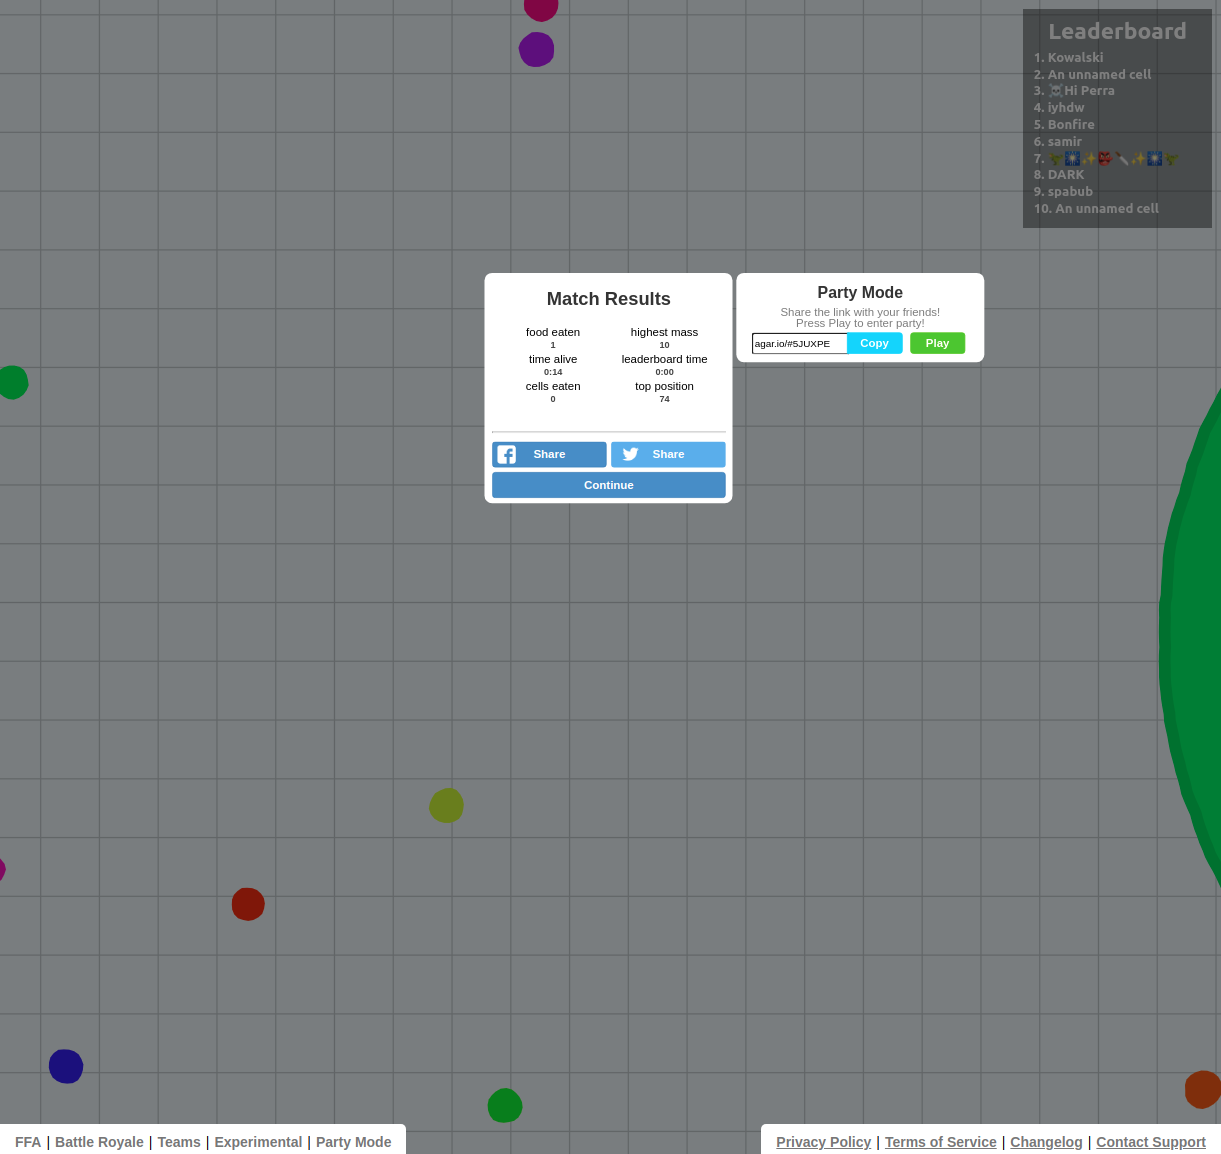 Leaderboard
1. Kowalski
2. An unnamed cell
3. ☠️Hi Perra
4. iyhdw
5. Bonfire
6. samir
7. 🌿🎆✨👺🔪✨🎆🌿
8. DARK
9. spabub
10. An unnamed cell
Match Results
food eaten highest mass
1 10
time alive leaderboard time
0:14 0:00
cells eaten top position
0 74
Share Share
Continue
Party Mode
Share the link with your friends!
Press Play to enter party!
agar.io/#5JUXPE Copy Play
FFA | Battle Royale | Teams | Experimental | Party Mode
Privacy Policy | Terms of Service | Changelog | Contact Support